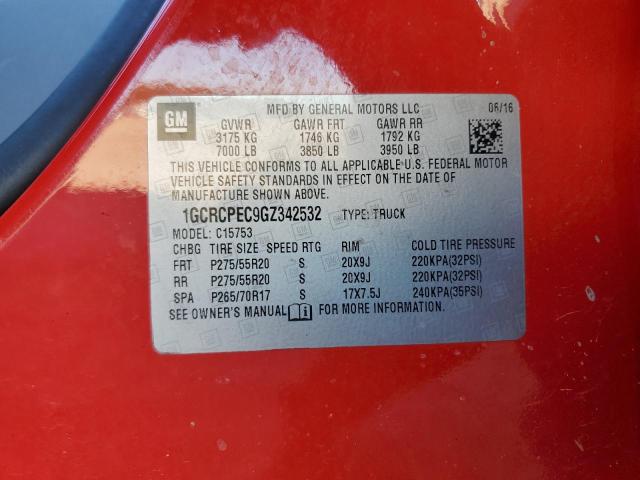 GM
MFD BY GENERAL MOTORS LLC 06/16
GVWR GAWR FRT GAWR RR
3175 KG 1746 KG 1792 KG
7000 LB 3850 LB 3950 LB
THIS VEHICLE CONFORMS TO ALL APPLICABLE U.S. FEDERAL MOTOR
VEHICLE SAFETY STANDARDS IN EFFECT ON THE DATE OF
MANUFACTURE SHOWN ABOVE.
1GCRCPEC9GZ342532 TYPE: TRUCK
MODEL: C15753
CHBG TIRE SIZE SPEED RTG RIM COLD TIRE PRESSURE
FRT P275/55R20 S 20X9J 220KPA(32PSI)
RR P275/55R20 S 20X9J 220KPA(32PSI)
SPA P265/70R17 S 17X7.5J 240KPA(35PSI)
SEE OWNER'S MANUAL FOR MORE INFORMATION.